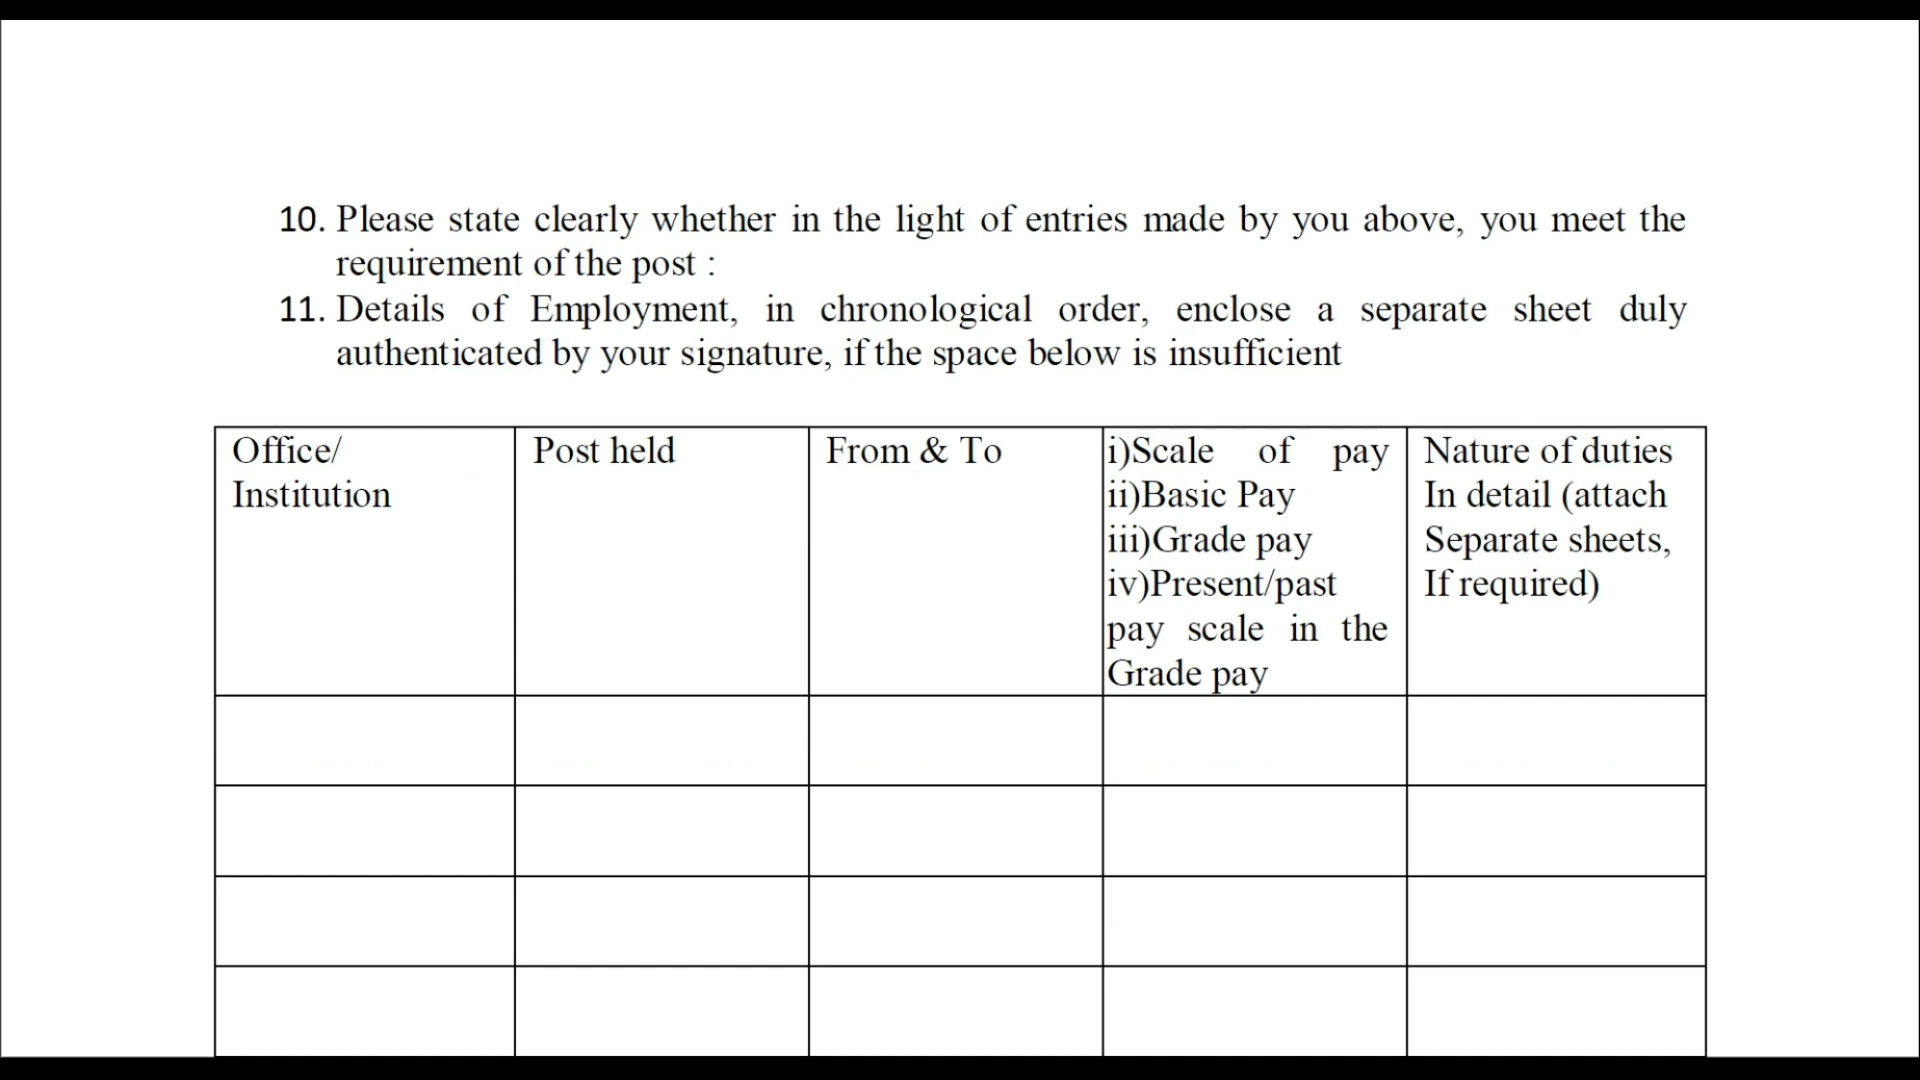 10. Please state clearly whether in the light of entries made by you above, you meet the
requirement of the post :
11. Details of Employment, in chronological order, enclose a separate sheet duly
authenticated by your signature, if the space below is insufficient
Office/
Institution
Post held
From & To
i)Scale of pay
ii)Basic Pay
iii)Grade pay
iv)Present/past
pay scale in the
Grade pay
Nature of duties
In detail (attach
Separate sheets,
If required)